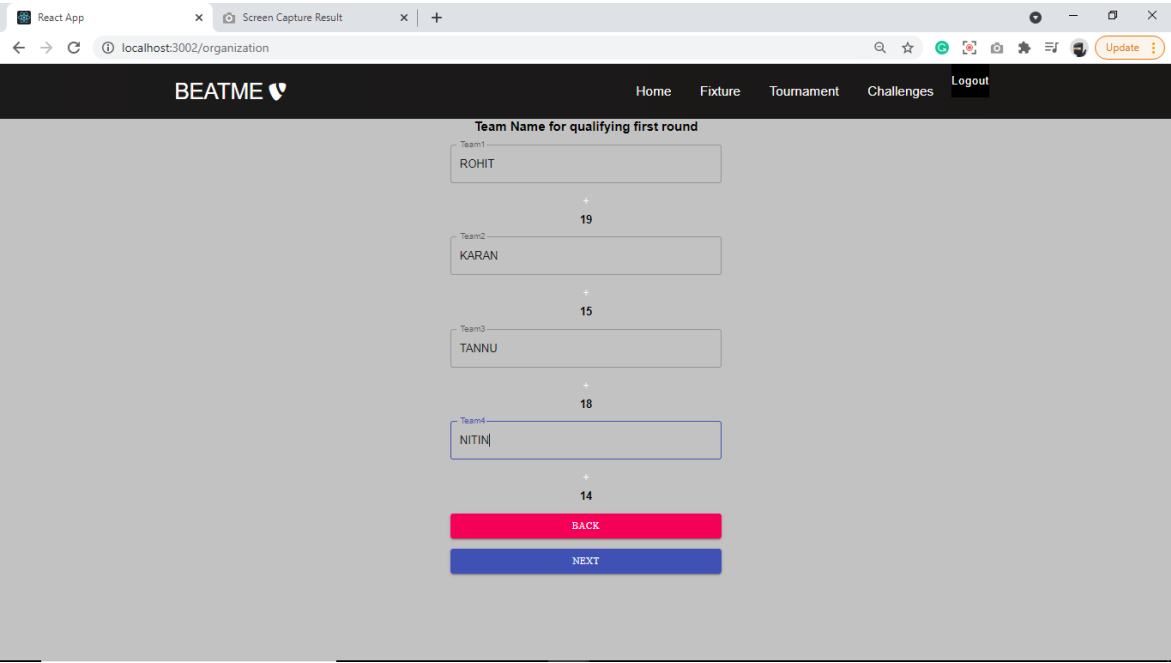 React App
Screen Capture Result
localhost:3002/organization
Update
BEATME
Home Fixture Tournament Challenges Logout
Team Name for qualifying first round
Team1
ROHIT
+
19
Team2
KARAN
+
15
Team3
TANNU
+
18
Team4
NITIN
+
14
BACK
NEXT